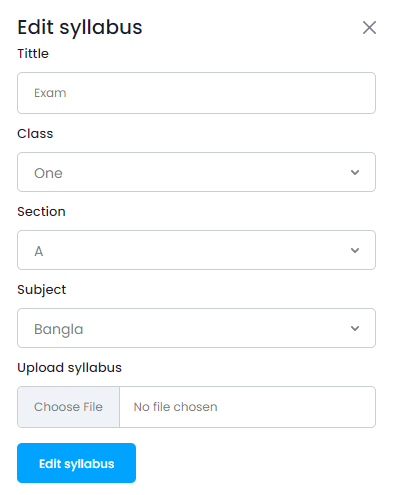 Edit syllabus
Tittle
Exam
Class
One
Section
A
Subject
Bangla
Upload syllabus
Choose File No file chosen
Edit syllabus